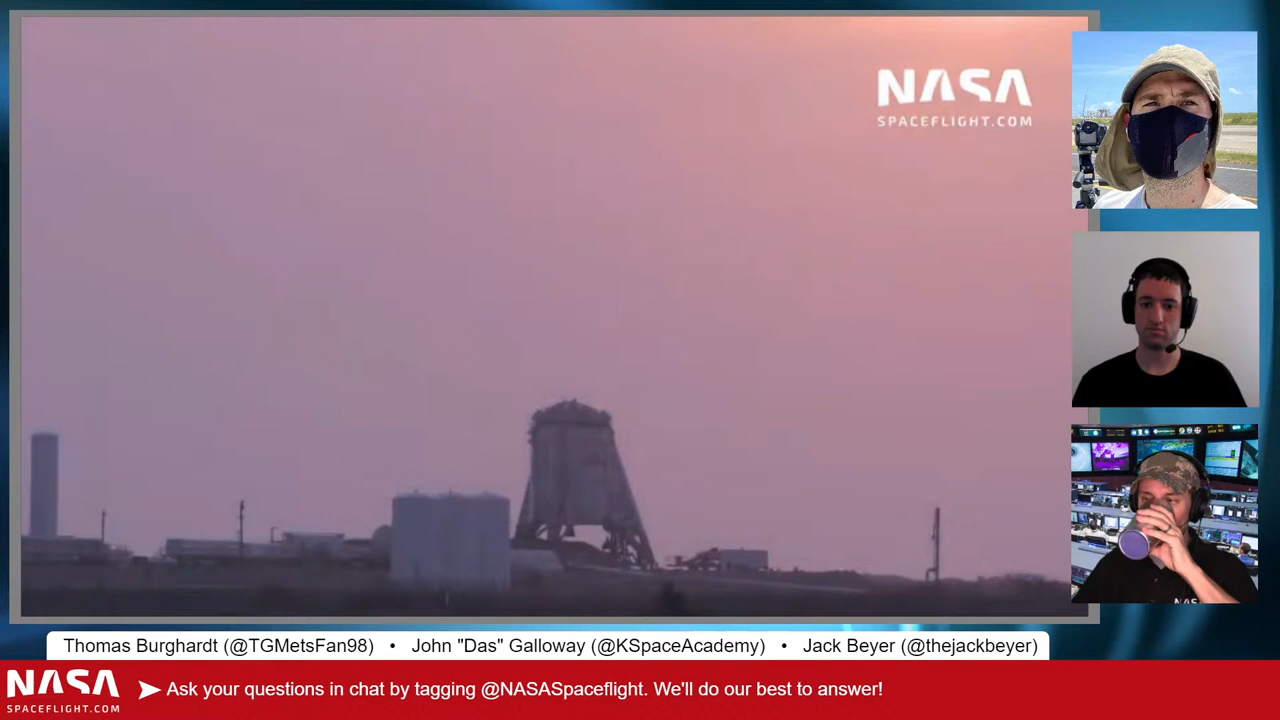 NASA
SPACEFLIGHT.COM
NAS
Thomas Burghardt (@TGMetsFan98) • John "Das" Galloway (@KSpaceAcademy) • Jack Beyer (@thejackbeyer)
NASA
SPACEFLIGHT.COM
Ask your questions in chat by tagging @NASASpaceflight. We'll do our best to answer!